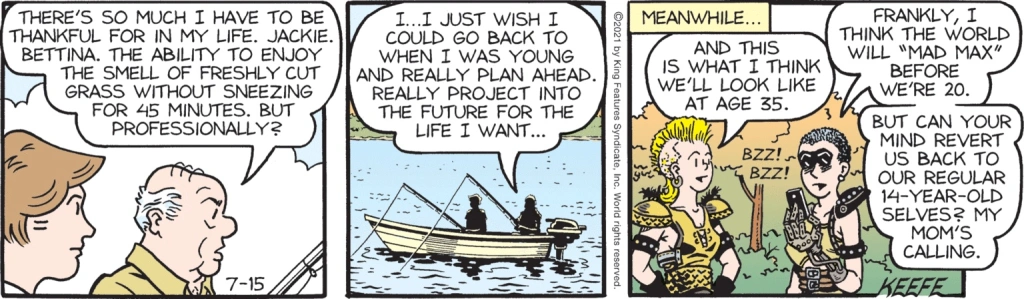 THERE'S SO MUCH I HAVE TO BE
THANKFUL FOR IN MY LIFE. JACKIE.
BETTINA. THE ABILITY TO ENJOY
THE SMELL OF FRESHLY CUT
GRASS WITHOUT SNEEZING
FOR 45 MINUTES. BUT
PROFESSIONALLY?
7-15
I...I JUST WISH I
COULD GO BACK TO
WHEN I WAS YOUNG
AND REALLY PLAN AHEAD.
REALLY PROJECT INTO
THE FUTURE FOR THE
LIFE I WANT...
©2021 by King Features Syndicate, Inc. World rights reserved.
MEANWHILE...
AND THIS
IS WHAT I THINK
WE'LL LOOK LIKE
AT AGE 35.
FRANKLY, I
THINK THE WORLD
WILL "MAD MAX"
BEFORE
WE'RE 20.
BZZ!
BZZ!
BUT CAN YOUR
MIND REVERT
US BACK TO
OUR REGULAR
14-YEAR-OLD
SELVES? MY
MOM'S
CALLING.
KEEFE